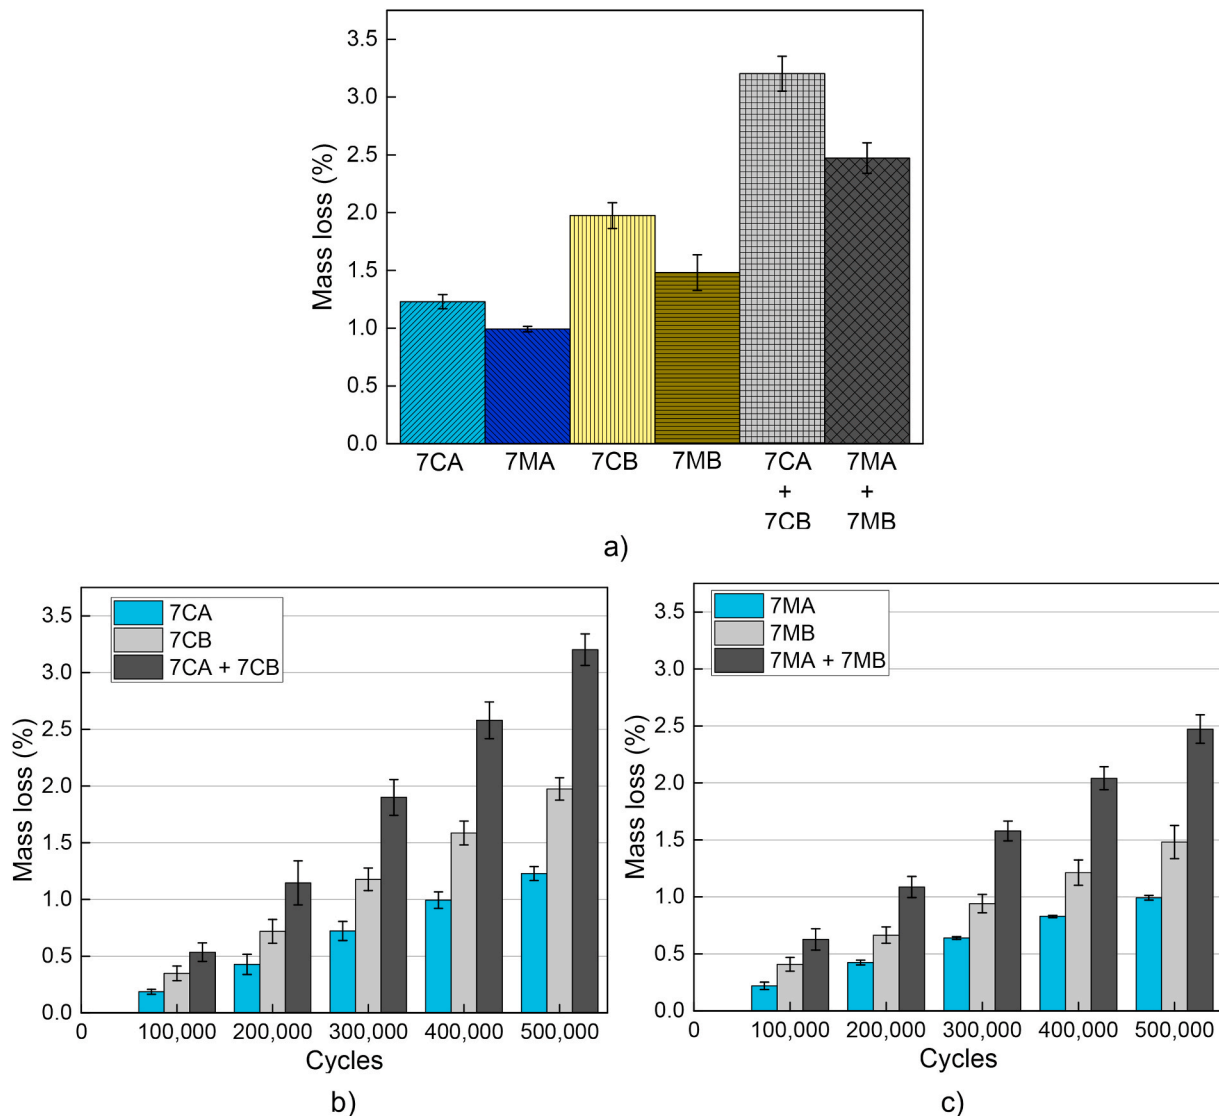 3.5
3.0
2.5
2.0
1.5
1.0
0.5
0.0
Mass loss (%)
7CA 7MA 7CB 7MB 7CA + 7CB 7MA + 7MB
a)
7CA
7CB
7CA + 7CB
3.5
3.0
2.5
2.0
1.5
1.0
0.5
0.0
Mass loss (%)
0 100,000 200,000 300,000 400,000 500,000
Cycles
b)
7MA
7MB
7MA + 7MB
3.5
3.0
2.5
2.0
1.5
1.0
0.5
0.0
Mass loss (%)
0 100,000 200,000 300,000 400,000 500,000
Cycles
c)